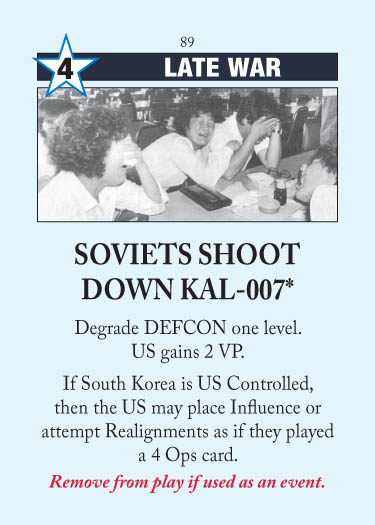 89
4
LATE WAR
SOVIETS SHOOT
DOWN KAL-007*
Degrade DEFCON one level.
US gains 2 VP.
If South Korea is US Controlled,
then the US may place Influence or
attempt Realignments as if they played
a 4 Ops card.
Remove from play if used as an event.